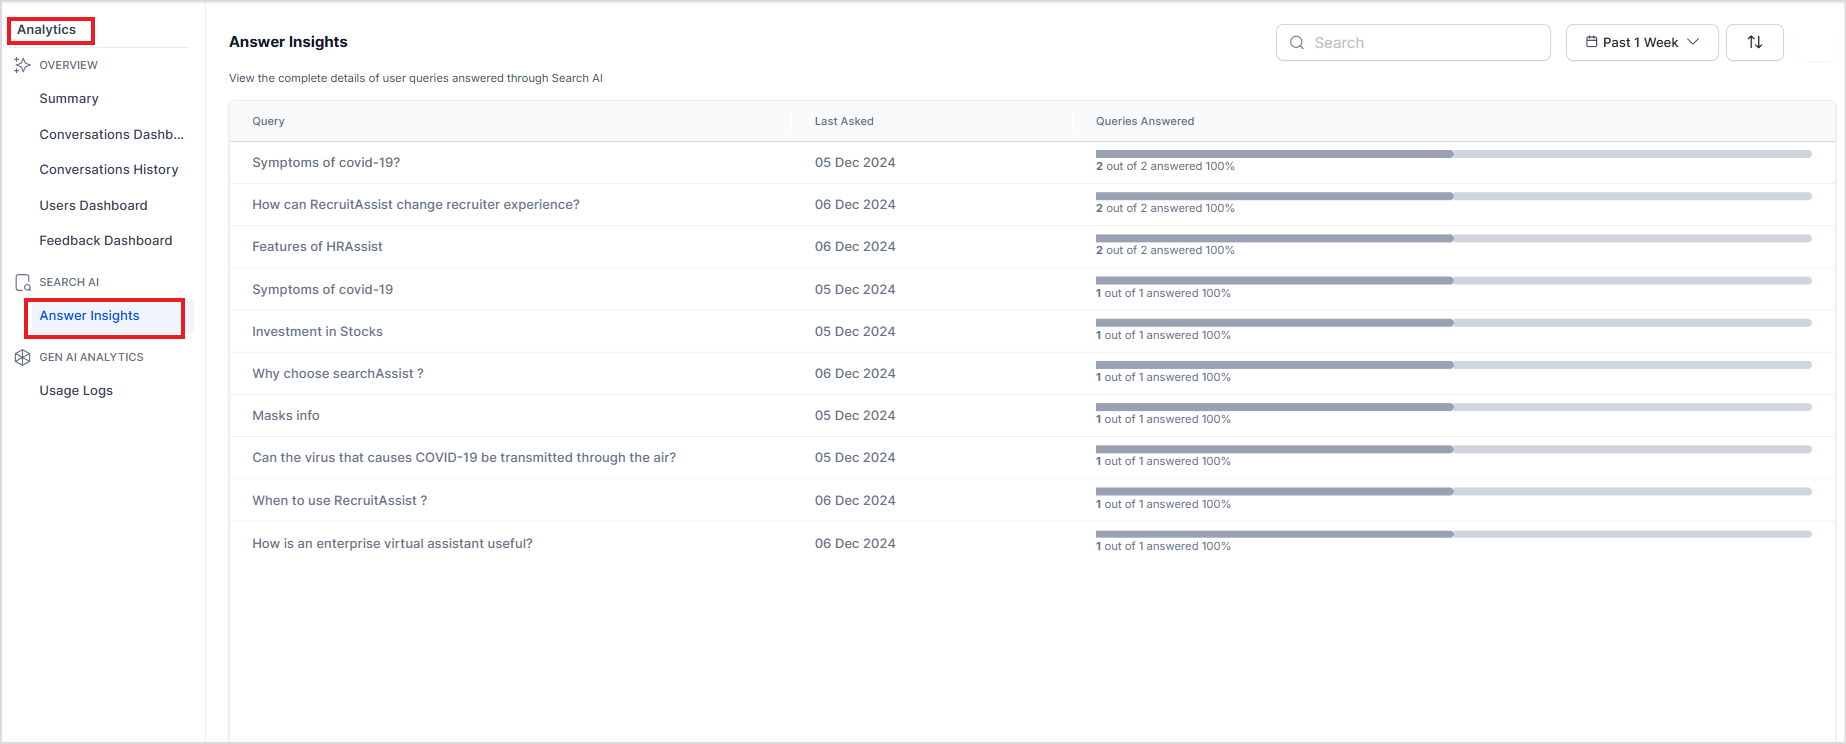 Analytics
OVERVIEW
Summary
Conversations Dashb...
Conversations History
Users Dashboard
Feedback Dashboard
SEARCH AI
Answer Insights
GEN AI ANALYTICS
Usage Logs
Answer Insights
Search
Past 1 Week
View the complete details of user queries answered through Search AI
Query Last Asked Queries Answered
Symptoms of covid-19? 05 Dec 2024 2 out of 2 answered 100%
How can RecruitAssist change recruiter experience? 06 Dec 2024 2 out of 2 answered 100%
Features of HRAssist 06 Dec 2024 2 out of 2 answered 100%
Symptoms of covid-19 05 Dec 2024 1 out of 1 answered 100%
Investment in Stocks 05 Dec 2024 1 out of 1 answered 100%
Why choose searchAssist ? 06 Dec 2024 1 out of 1 answered 100%
Masks info 05 Dec 2024 1 out of 1 answered 100%
Can the virus that causes COVID-19 be transmitted through the air? 05 Dec 2024 1 out of 1 answered 100%
When to use RecruitAssist ? 06 Dec 2024 1 out of 1 answered 100%
How is an enterprise virtual assistant useful? 06 Dec 2024 1 out of 1 answered 100%